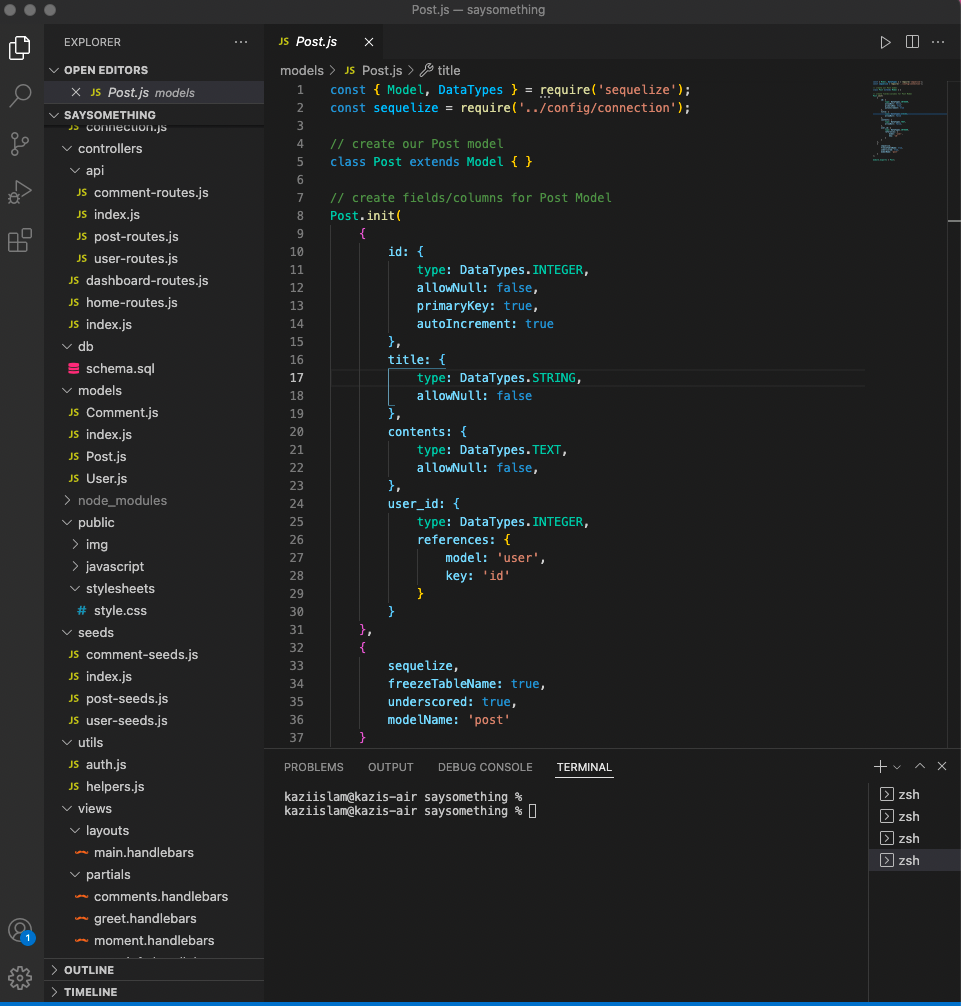 Post.js — saysomething
EXPLORER
OPEN EDITORS
JS Post.js models
SAYSOMETHING
JS connection.js
controllers
api
JS comment-routes.js
JS index.js
JS post-routes.js
JS user-routes.js
JS dashboard-routes.js
JS home-routes.js
JS index.js
db
schema.sql
models
JS Comment.js
JS index.js
JS Post.js
JS User.js
node_modules
public
img
javascript
stylesheets
# style.css
seeds
JS comment-seeds.js
JS index.js
JS post-seeds.js
JS user-seeds.js
utils
JS auth.js
JS helpers.js
views
layouts
main.handlebars
partials
comments.handlebars
greet.handlebars
moment.handlebars
OUTLINE
TIMELINE
1
JS Post.js
models > JS Post.js > title
1 const { Model, DataTypes } = require('sequelize');
2 const sequelize = require('../config/connection');
3
4 // create our Post model
5 class Post extends Model { }
6
7 // create fields/columns for Post Model
8 Post.init(
9 {
10 id: {
11 type: DataTypes.INTEGER,
12 allowNull: false,
13 primaryKey: true,
14 autoIncrement: true
15 },
16 title: {
17 type: DataTypes.STRING,
18 allowNull: false
19 },
20 contents: {
21 type: DataTypes.TEXT,
22 allowNull: false,
23 },
24 user_id: {
25 type: DataTypes.INTEGER,
26 references: {
27 model: 'user',
28 key: 'id'
29 }
30 }
31 },
32 {
33 sequelize,
34 freezeTableName: true,
35 underscored: true,
36 modelName: 'post'
37 }
PROBLEMS OUTPUT DEBUG CONSOLE TERMINAL
kaziislam@kazis-air saysomething %
kaziislam@kazis-air saysomething %
zsh
zsh
zsh
zsh